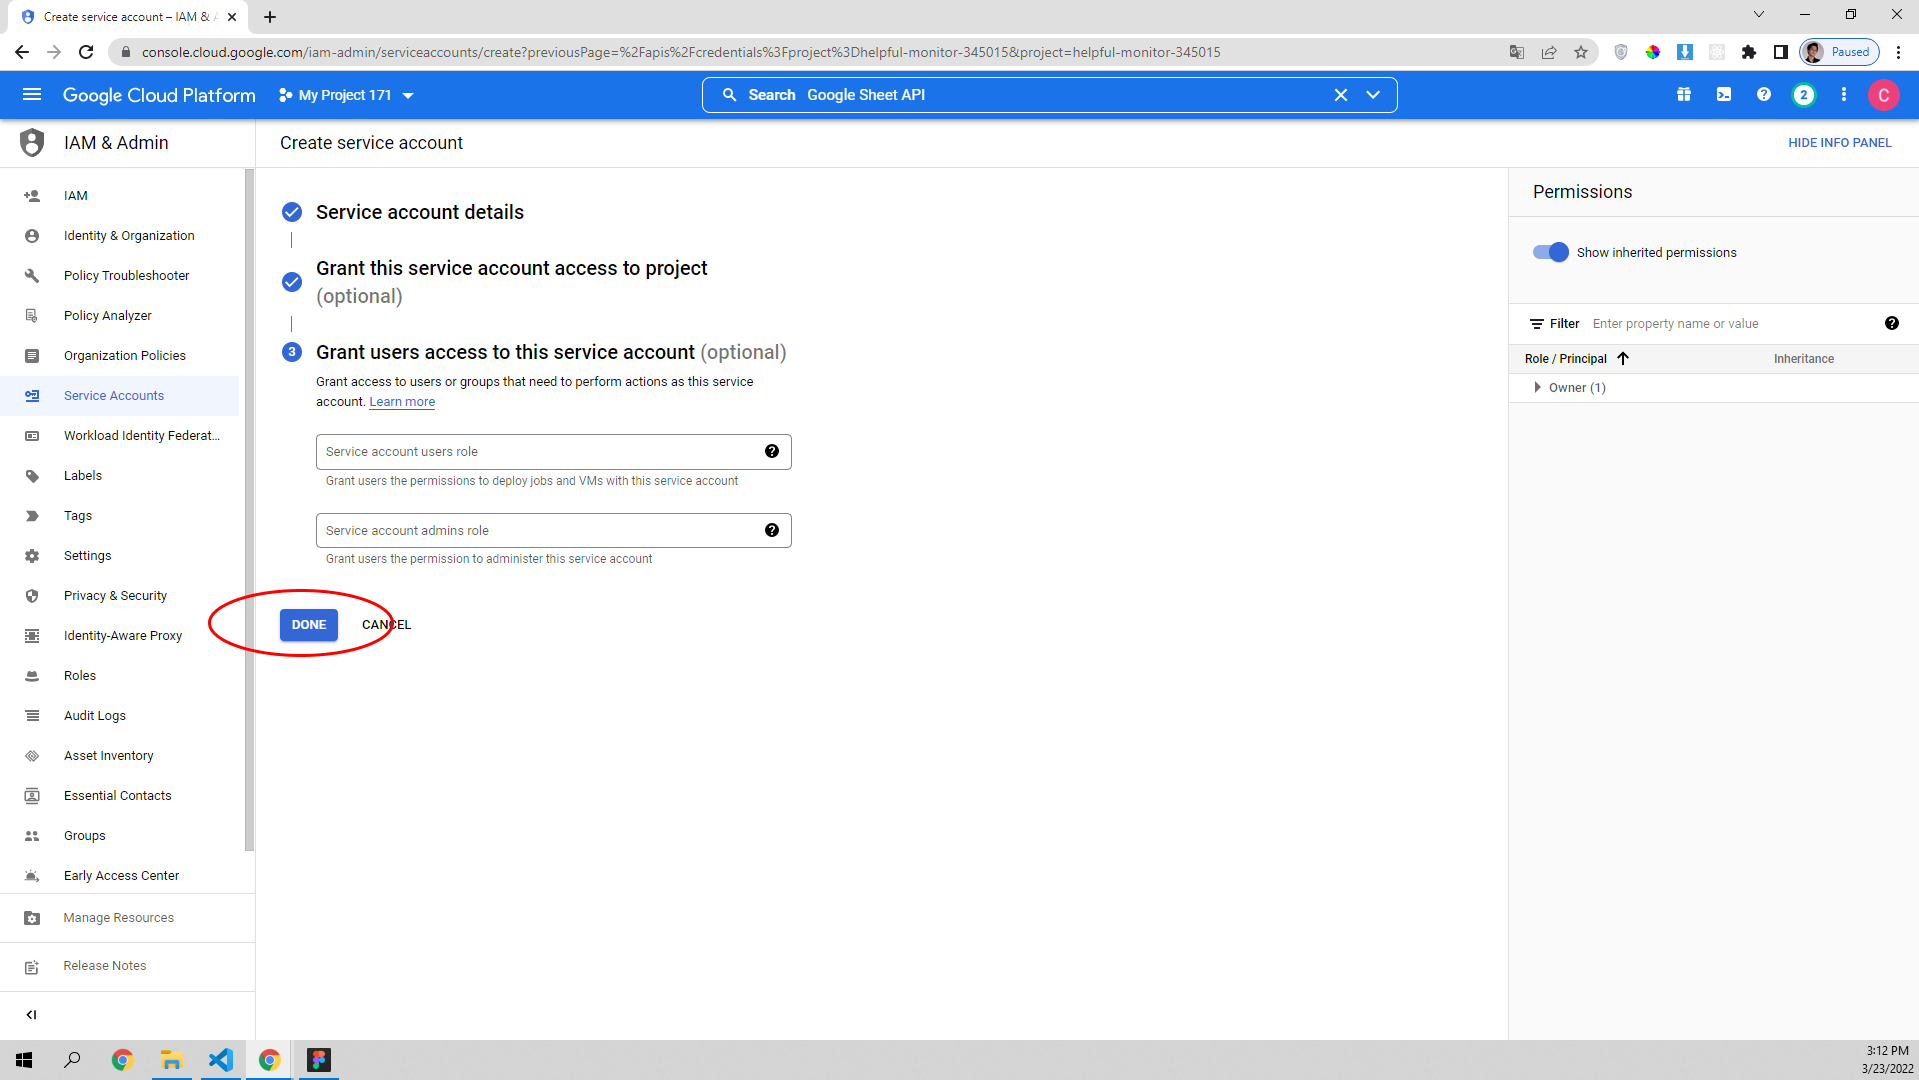 Create service account – IAM & A
console.cloud.google.com/iam-admin/serviceaccounts/create?previousPage=%2Fapis%2Fcredentials%3Fproject%3Dhelpful-monitor-345015&project=helpful-monitor-345015
Paused
Google Cloud Platform
My Project 171
Search Google Sheet API
2
C
IAM & Admin
Create service account
HIDE INFO PANEL
IAM
Identity & Organization
Policy Troubleshooter
Policy Analyzer
Organization Policies
Service Accounts
Workload Identity Federat...
Labels
Tags
Settings
Privacy & Security
Identity-Aware Proxy
Roles
Audit Logs
Asset Inventory
Essential Contacts
Groups
Early Access Center
Manage Resources
Release Notes
Service account details
Grant this service account access to project
(optional)
3 Grant users access to this service account (optional)
Grant access to users or groups that need to perform actions as this service
account. Learn more
Service account users role
Grant users the permissions to deploy jobs and VMs with this service account
Service account admins role
Grant users the permission to administer this service account
DONE CANCEL
Permissions
Show inherited permissions
Filter Enter property name or value
Role / Principal Inheritance
Owner (1)
3:12 PM
3/23/2022